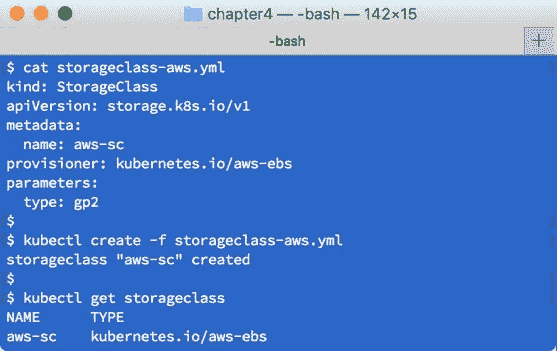 chapter4 — -bash — 142×15
-bash
+
$ cat storageclass-aws.yml
kind: StorageClass
apiVersion: storage.k8s.io/v1
metadata:
  name: aws-sc
provisioner: kubernetes.io/aws-ebs
parameters:
  type: gp2
$
$ kubectl create -f storageclass-aws.yml
storageclass "aws-sc" created
$
$ kubectl get storageclass
NAME      TYPE
aws-sc    kubernetes.io/aws-ebs